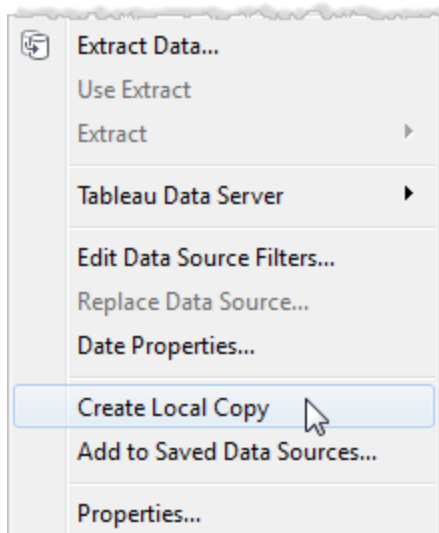 Extract Data...
Use Extract
Extract
Tableau Data Server
Edit Data Source Filters...
Replace Data Source...
Date Properties...
Create Local Copy
Add to Saved Data Sources...
Properties...